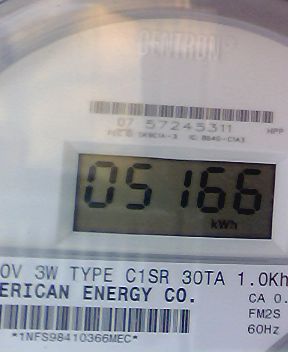 CENTRON®
07 57245311 HPP
05166
kWh
0V 3W TYPE C1SR 30TA 1.0Kh
ERICAN ENERGY CO. CA 0.
FM2S
60Hz
*1NFS98410366MEC*